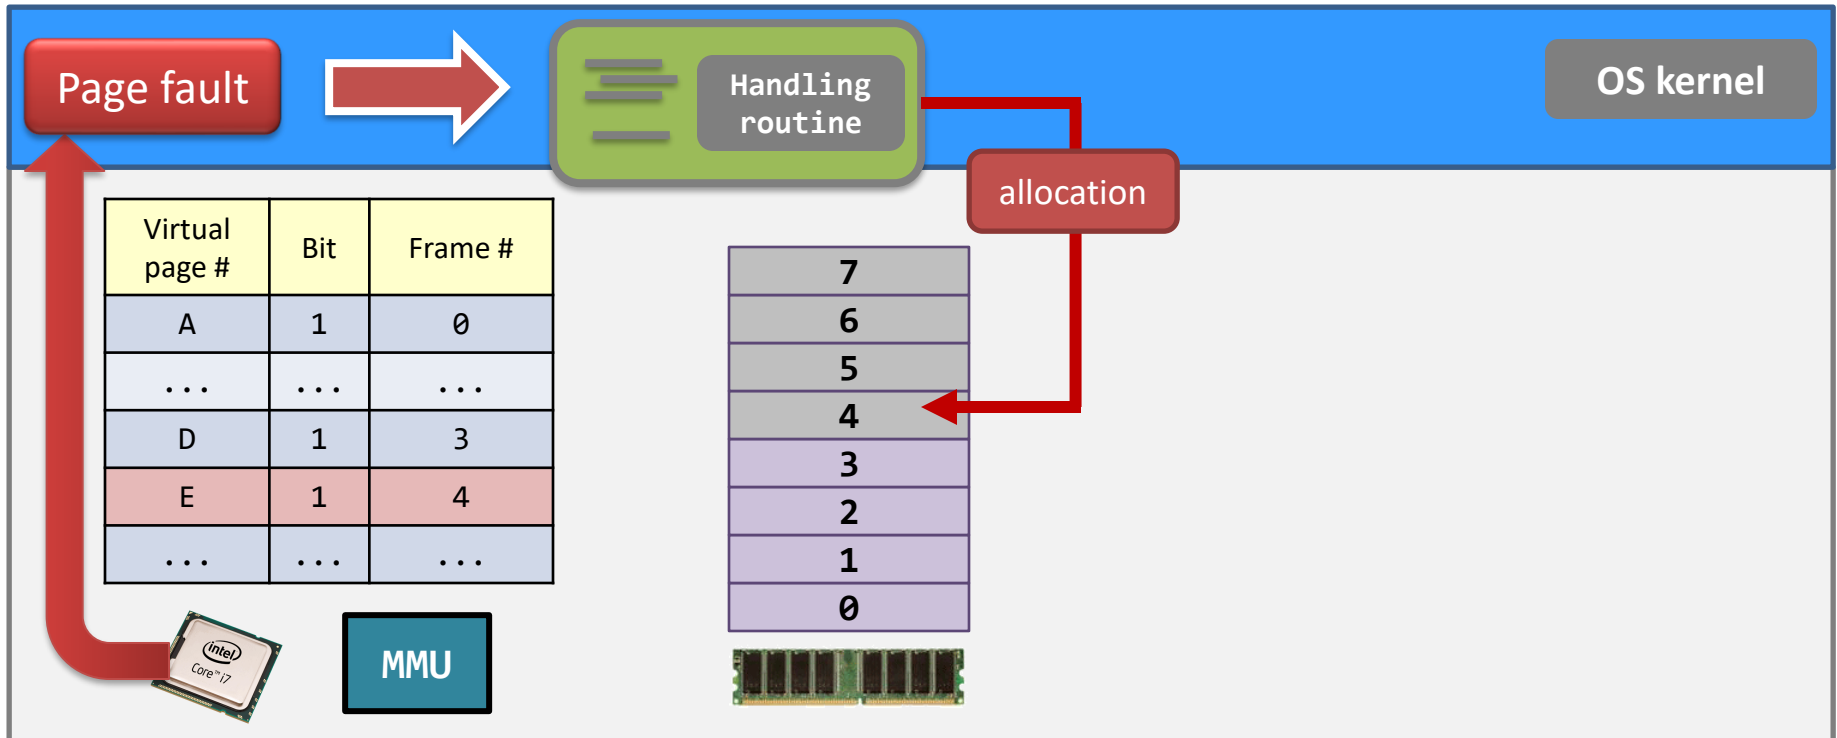 Page fault
Handling
routine
OS kernel
allocation
Virtual
page #
Bit
Frame #
A 1 0
... ... ...
D 1 3
E 1 4
... ... ...
7
6
5
4
3
2
1
0
intel
Core™ i7
MMU